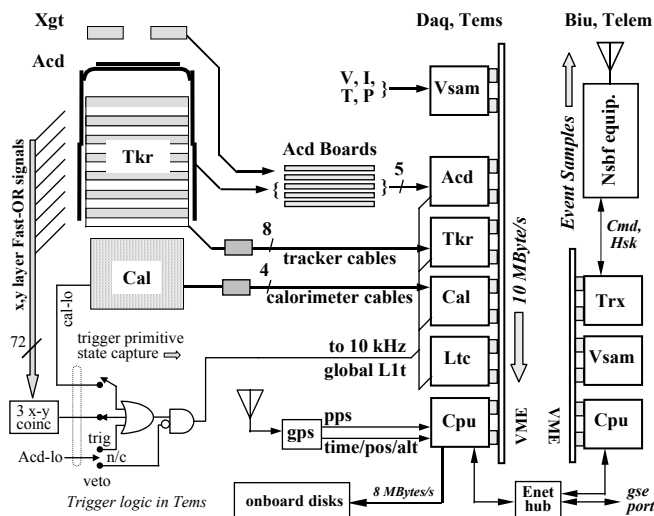 Xgt
Daq, Tems
Biu, Telem
Acd
V, I,
T, P
}
Vsam
Nsbf equip.
Event Samples
Acd Boards
Tkr
{
}
5
Acd
x,y layer Fast-OR signals
8
tracker cables
Tkr
10 MByte/s
Cmd,
Hsk
Cal
4
calorimeter cables
Cal
Trx
cal-lo
72
trigger primitive
state capture
to 10 kHz
global L1t
Ltc
Vsam
3 x-y
coinc
trig
n/c
Acd-lo
veto
gps
pps
time/pos/alt
Cpu
VME
VME
Cpu
Trigger logic in Tems
onboard disks
8 MBytes/s
Enet
hub
gse
port